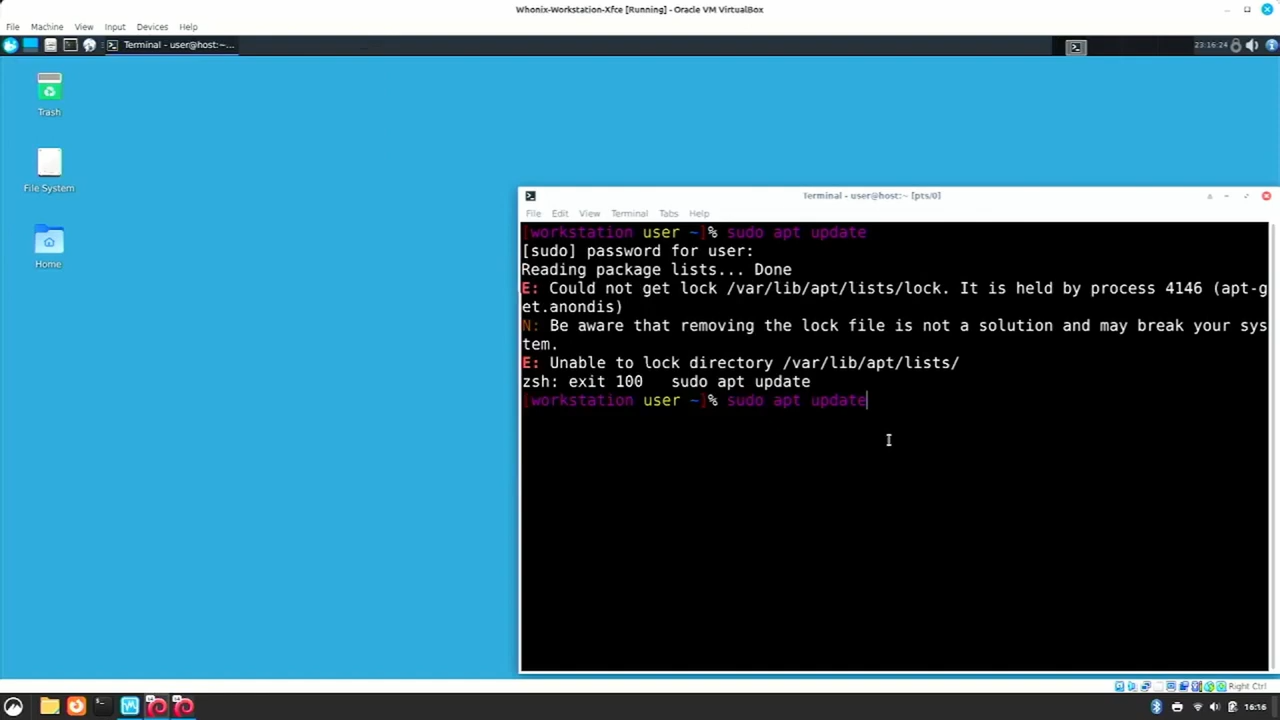 Whonix-Workstation-Xfce [Running] - Oracle VM VirtualBox
File Machine View Input Devices Help
Terminal - user@host:~...
23:16:24
Trash
File System
Home
Terminal - user@host:~ [pts/0]
File Edit View Terminal Tabs Help
[workstation user ~]% sudo apt update
[sudo] password for user:
Reading package lists... Done
E: Could not get lock /var/lib/apt/lists/lock. It is held by process 4146 (apt-g
et.anondis)
N: Be aware that removing the lock file is not a solution and may break your sys
tem.
E: Unable to lock directory /var/lib/apt/lists/
zsh: exit 100   sudo apt update
[workstation user ~]% sudo apt update
Right Ctrl
16:16